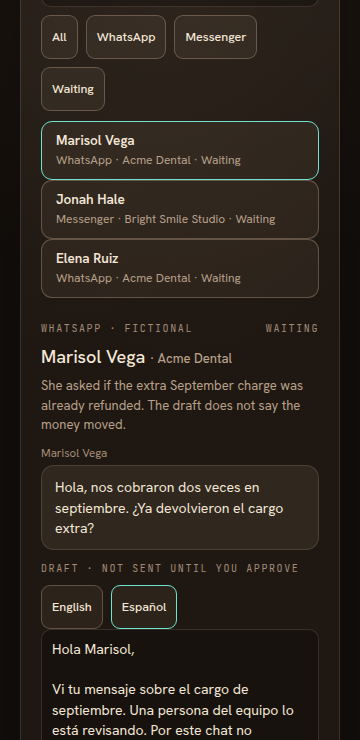 All
WhatsApp
Messenger
Waiting
Marisol Vega
WhatsApp · Acme Dental · Waiting
Jonah Hale
Messenger · Bright Smile Studio · Waiting
Elena Ruiz
WhatsApp · Acme Dental · Waiting
WHATSAPP · FICTIONAL
WAITING
Marisol Vega · Acme Dental
She asked if the extra September charge was
already refunded. The draft does not say the
money moved.
Marisol Vega
Hola, nos cobraron dos veces en
septiembre. ¿Ya devolvieron el cargo
extra?
DRAFT · NOT SENT UNTIL YOU APPROVE
English
Español
Hola Marisol,
Vi tu mensaje sobre el cargo de
septiembre. Una persona del equipo lo
está revisando. Por este chat no